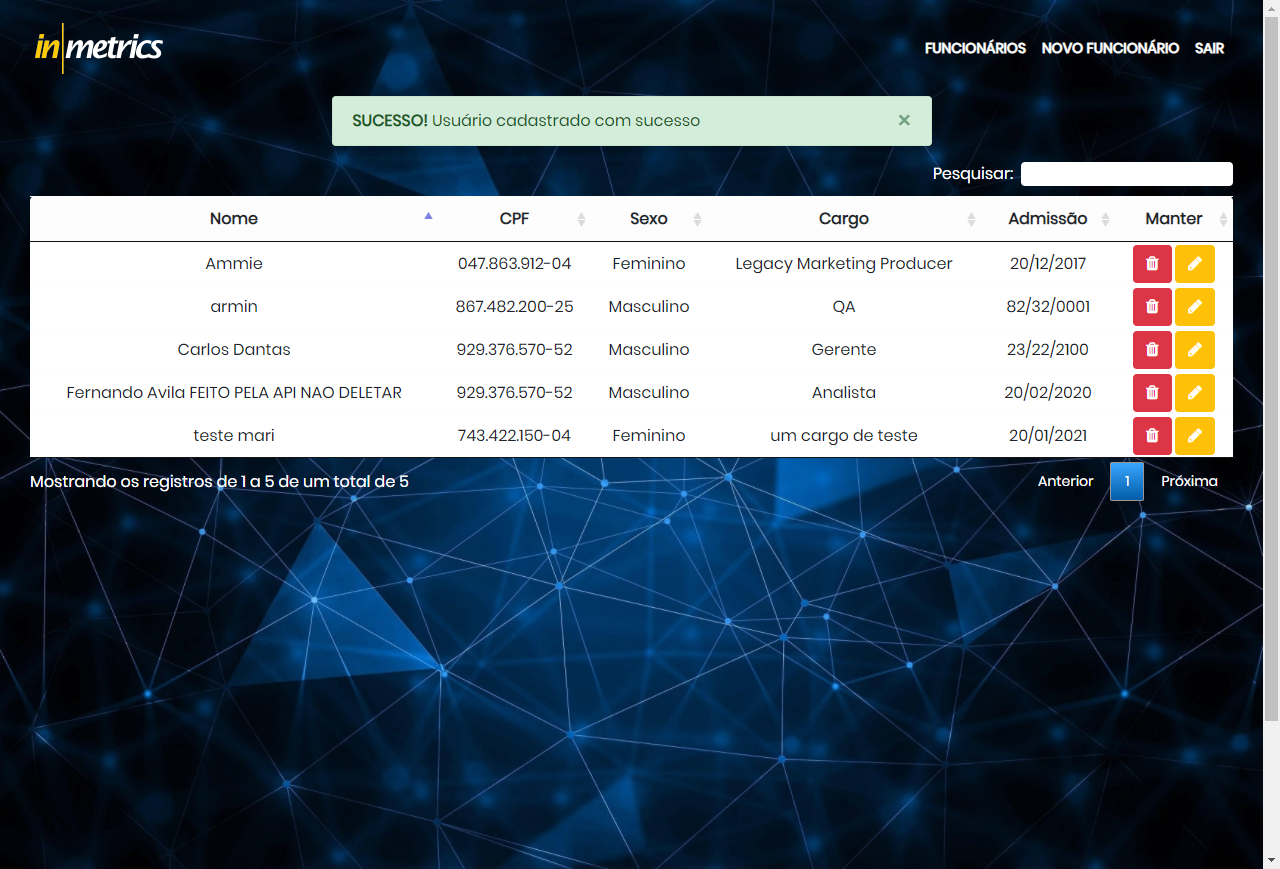 in metrics
FUNCIONÁRIOS NOVO FUNCIONÁRIO SAIR
SUCESSO! Usuário cadastrado com sucesso ×
Pesquisar:
Nome CPF Sexo Cargo Admissão Manter
Ammie 047.863.912-04 Feminino Legacy Marketing Producer 20/12/2017
armin 867.482.200-25 Masculino QA 82/32/0001
Carlos Dantas 929.376.570-52 Masculino Gerente 23/22/2100
Fernando Avila FEITO PELA API NAO DELETAR 929.376.570-52 Masculino Analista 20/02/2020
teste mari 743.422.150-04 Feminino um cargo de teste 20/01/2021
Mostrando os registros de 1 a 5 de um total de 5 Anterior 1 Próxima